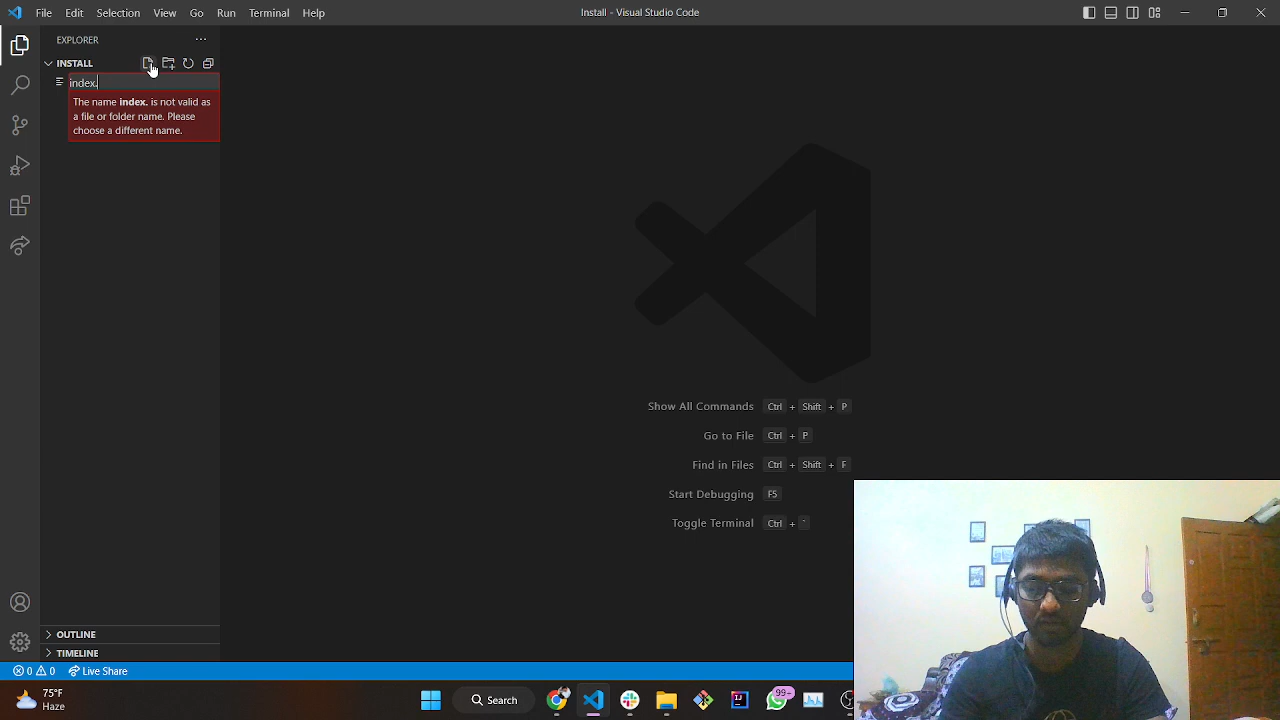 File Edit Selection View Go Run Terminal Help
Install - Visual Studio Code
EXPLORER
INSTALL
index.
The name index. is not valid as
a file or folder name. Please
choose a different name.
Show All Commands Ctrl + Shift + P
Go to File Ctrl + P
Find in Files Ctrl + Shift + F
Start Debugging F5
Toggle Terminal Ctrl + `
OUTLINE
TIMELINE
0 0 Live Share
75°F
Haze
Search
99+